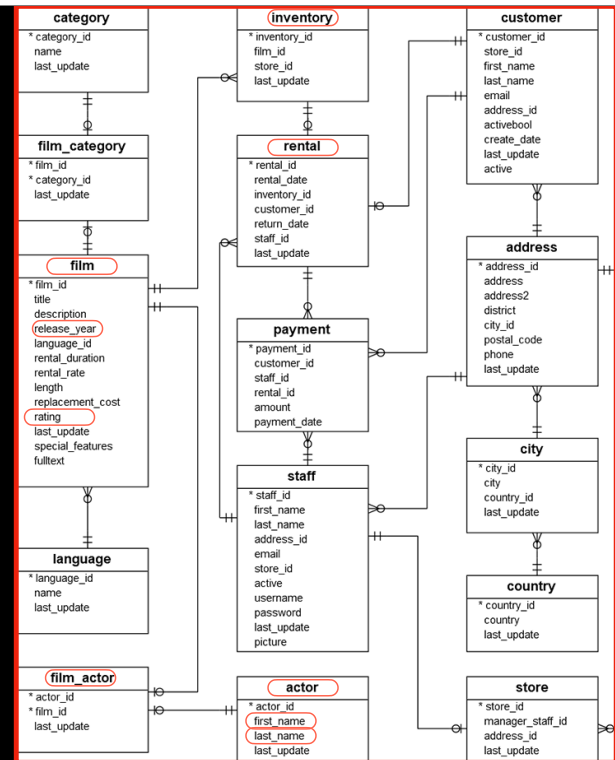 category
* category_id
name
last_update
inventory
* inventory_id
film_id
store_id
last_update
customer
* customer_id
store_id
first_name
last_name
email
address_id
activebool
create_date
last_update
active
film_category
* film_id
* category_id
last_update
rental
* rental_id
rental_date
inventory_id
customer_id
return_date
staff_id
last_update
film
* film_id
title
description
release_year
language_id
rental_duration
rental_rate
length
replacement_cost
rating
last_update
special_features
fulltext
payment
* payment_id
customer_id
staff_id
rental_id
amount
payment_date
address
* address_id
address
address2
district
city_id
postal_code
phone
last_update
staff
* staff_id
first_name
last_name
address_id
email
store_id
active
username
password
last_update
picture
city
* city_id
city
country_id
last_update
language
* language_id
name
last_update
country
* country_id
country
last_update
film_actor
* actor_id
* film_id
last_update
actor
* actor_id
first_name
last_name
last_update
store
* store_id
manager_staff_id
address_id
last_update